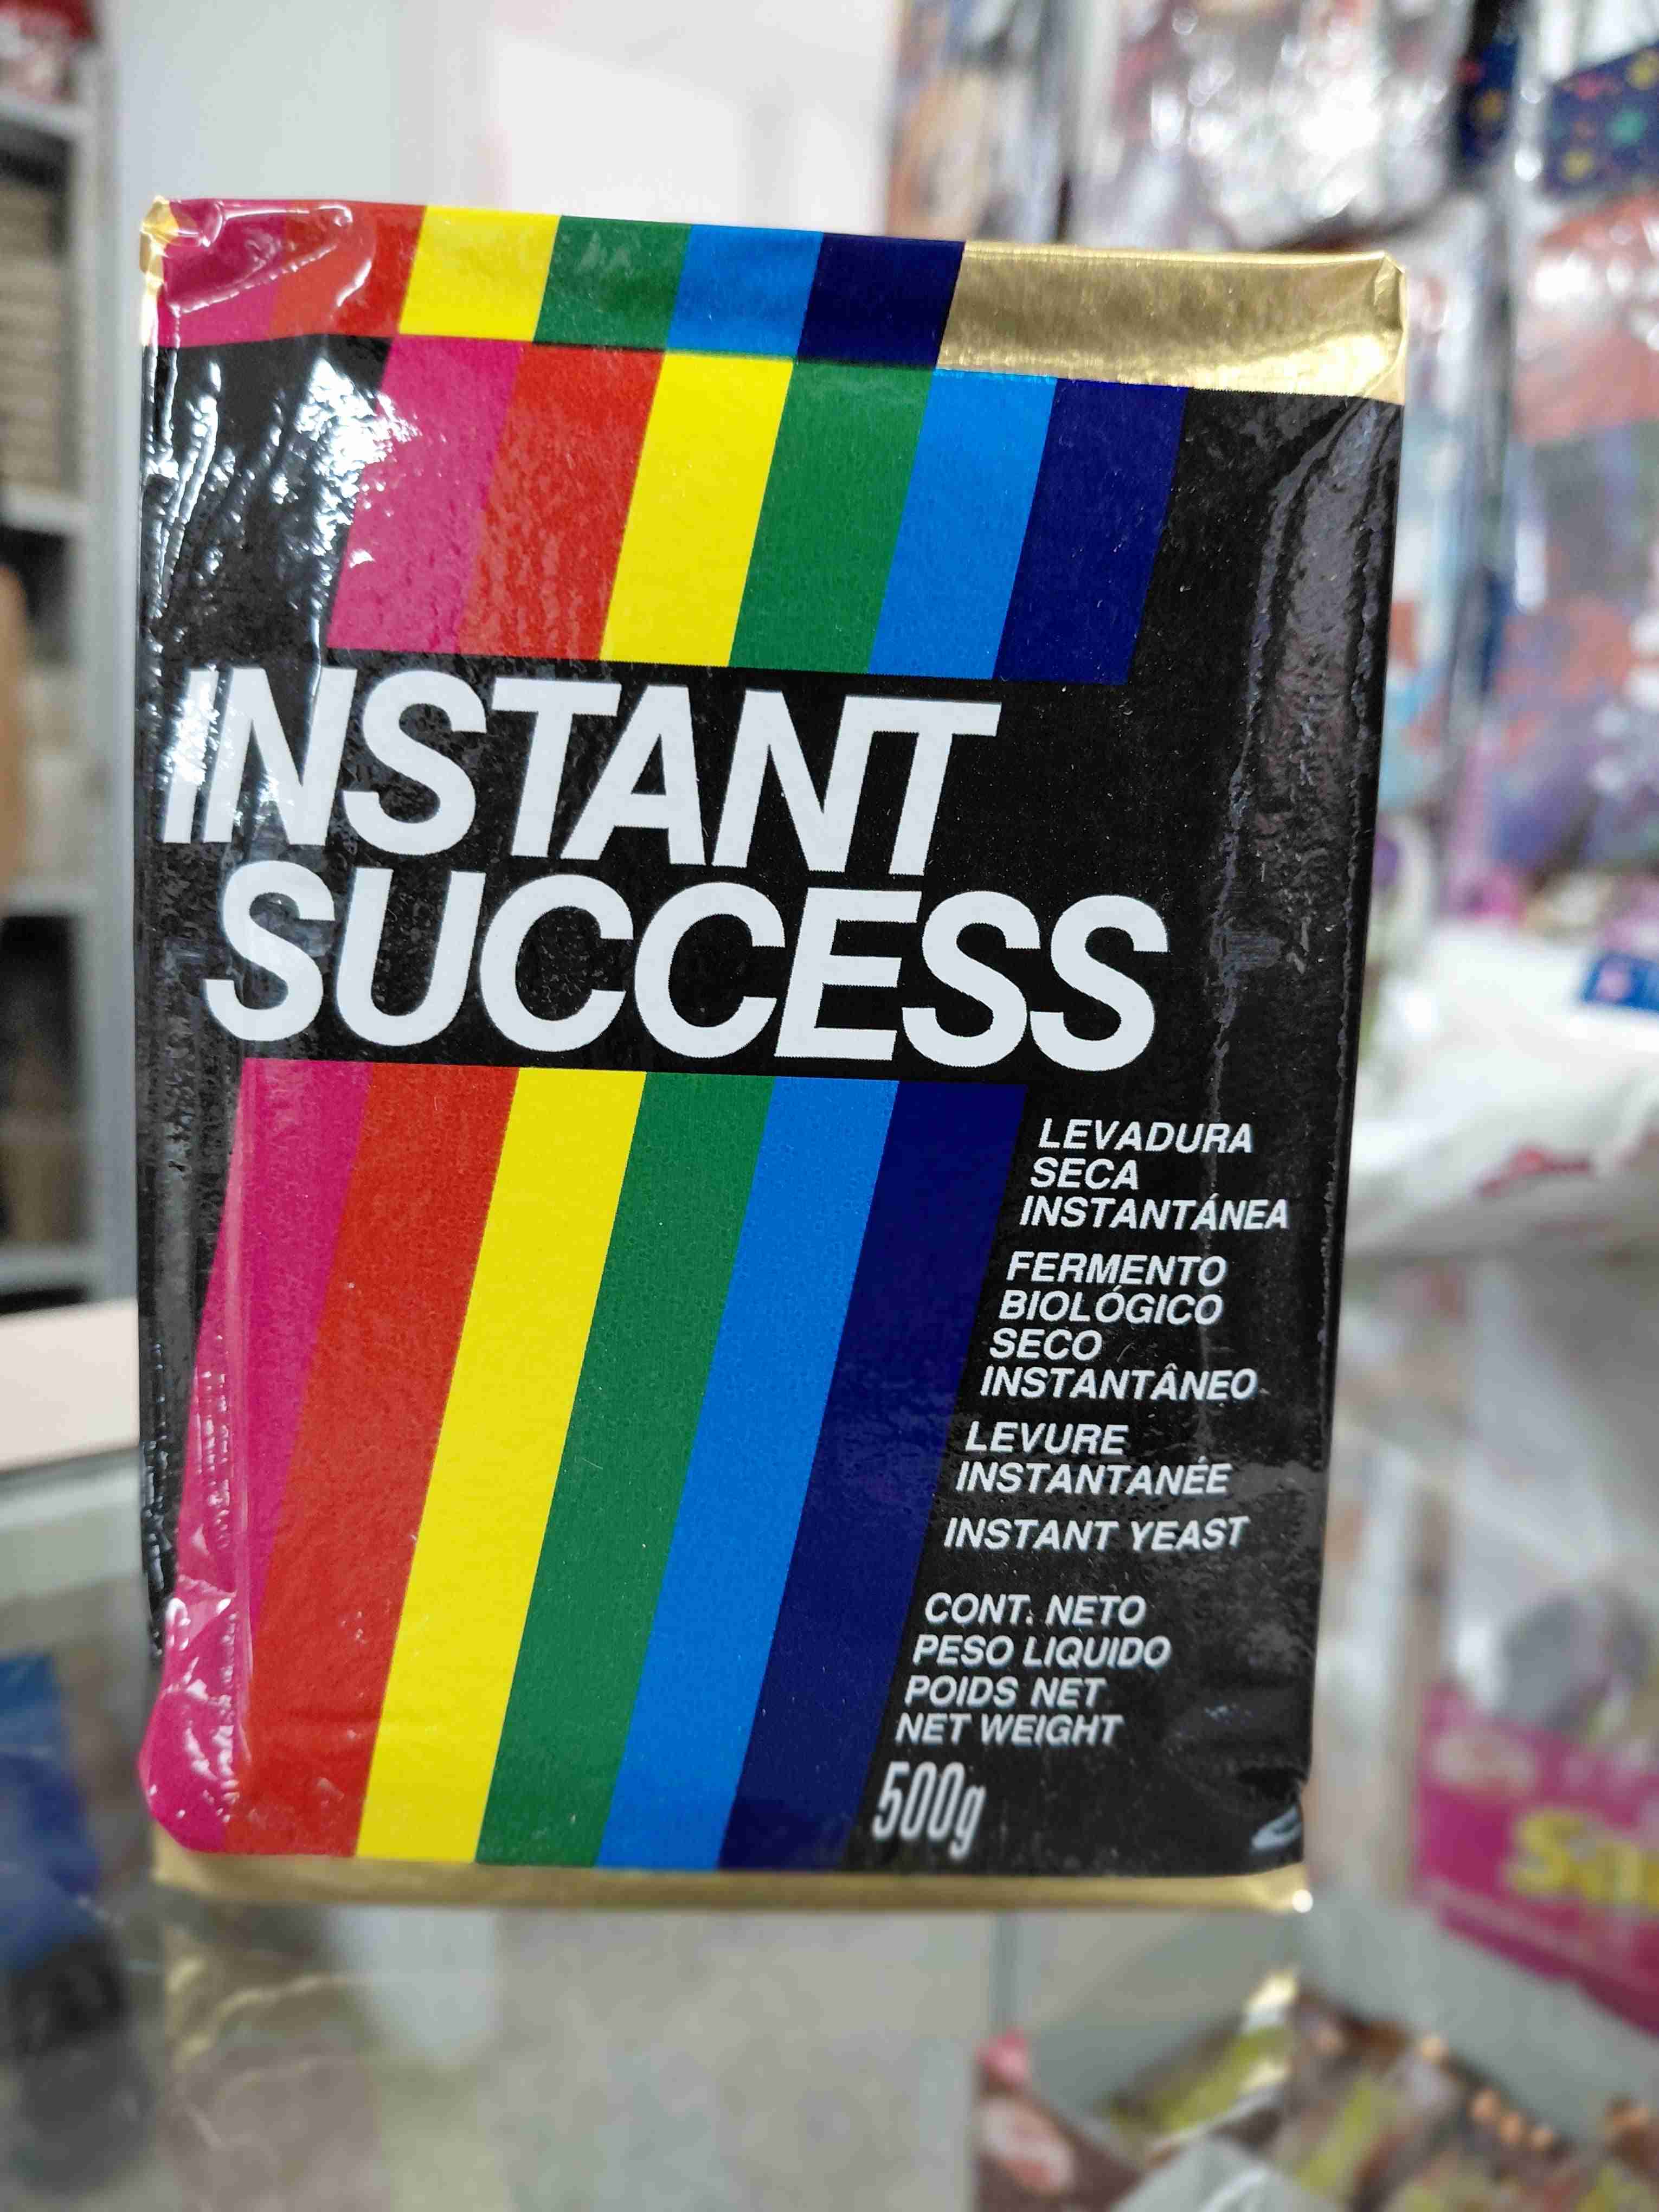 INSTANT
SUCCESS
LEVADURA
SECA
INSTANTÁNEA
FERMENTO
BIOLÓGICO
SECO
INSTANTÂNEO
LEVURE
INSTANTANÉE
INSTANT YEAST
CONT. NETO
PESO LIQUIDO
POIDS NET
NET WEIGHT
500g